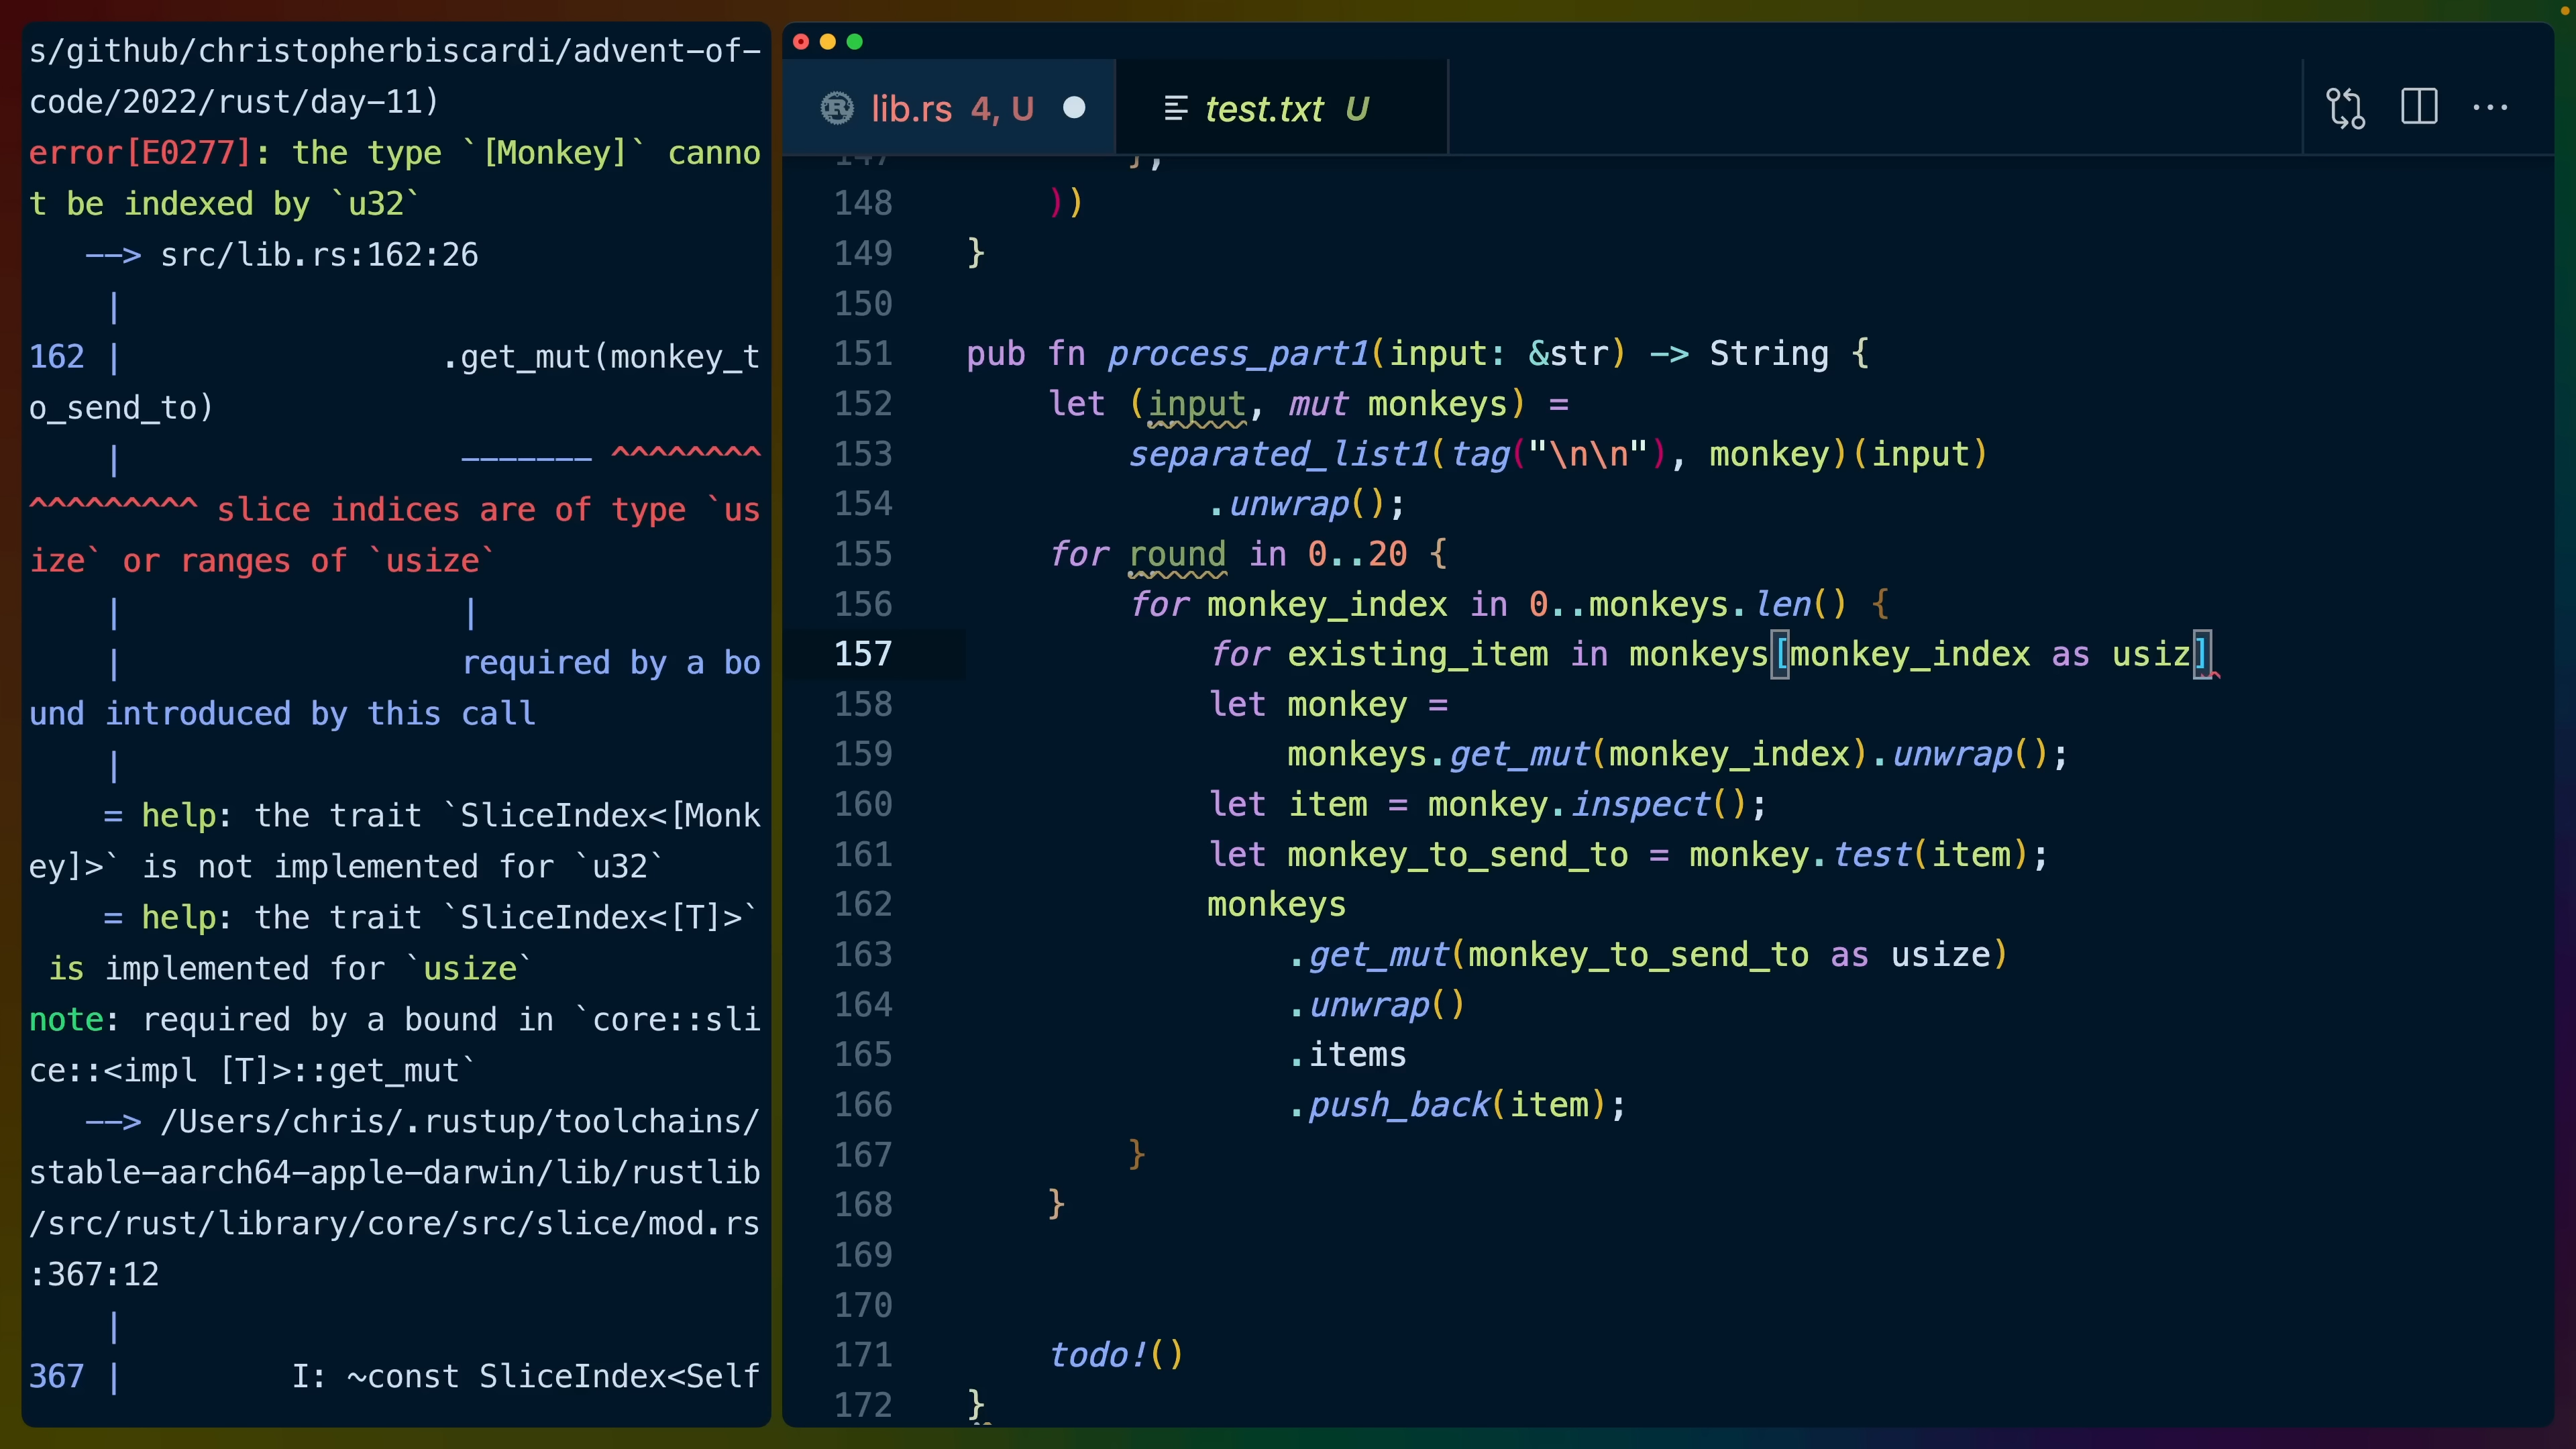 s/github/christopherbiscardi/advent-of-
code/2022/rust/day-11)
error[E0277]: the type `[Monkey]` canno
t be indexed by `u32`
   --> src/lib.rs:162:26
    |
162 |                 .get_mut(monkey_t
o_send_to)
    |                  ------- ^^^^^^^^
^^^^^^^^^ slice indices are of type `us
ize` or ranges of `usize`
    |                  |
    |                  required by a bo
und introduced by this call
    |
    = help: the trait `SliceIndex<[Monk
ey]>` is not implemented for `u32`
    = help: the trait `SliceIndex<[T]>`
 is implemented for `usize`
note: required by a bound in `core::sli
ce::<impl [T]>::get_mut`
   --> /Users/chris/.rustup/toolchains/
stable-aarch64-apple-darwin/lib/rustlib
/src/rust/library/core/src/slice/mod.rs
:367:12
    |
367 |         I: ~const SliceIndex<Self
lib.rs 4, U
test.txt U
147         },
148     ))
149 }
150
151 pub fn process_part1(input: &str) -> String {
152     let (input, mut monkeys) =
153         separated_list1(tag("\n\n"), monkey)(input)
154             .unwrap();
155     for round in 0..20 {
156         for monkey_index in 0..monkeys.len() {
157             for existing_item in monkeys[monkey_index as usiz]
158             let monkey =
159                 monkeys.get_mut(monkey_index).unwrap();
160             let item = monkey.inspect();
161             let monkey_to_send_to = monkey.test(item);
162             monkeys
163                 .get_mut(monkey_to_send_to as usize)
164                 .unwrap()
165                 .items
166                 .push_back(item);
167         }
168     }
169
170
171     todo!()
172 }